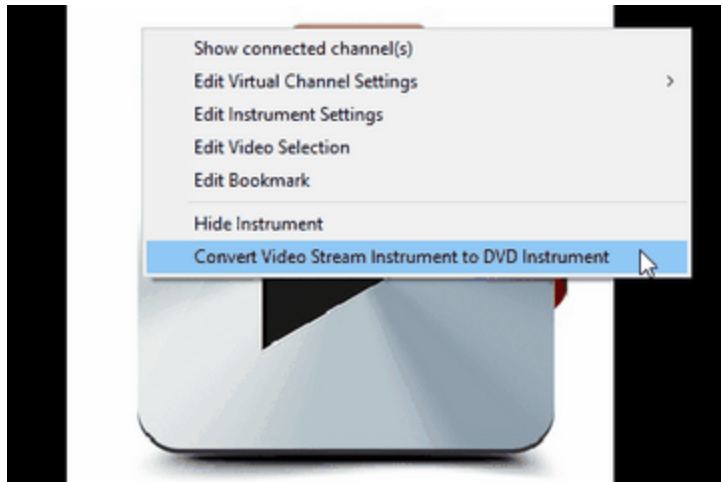 Show connected channel(s)
Edit Virtual Channel Settings
Edit Instrument Settings
Edit Video Selection
Edit Bookmark
Hide Instrument
Convert Video Stream Instrument to DVD Instrument